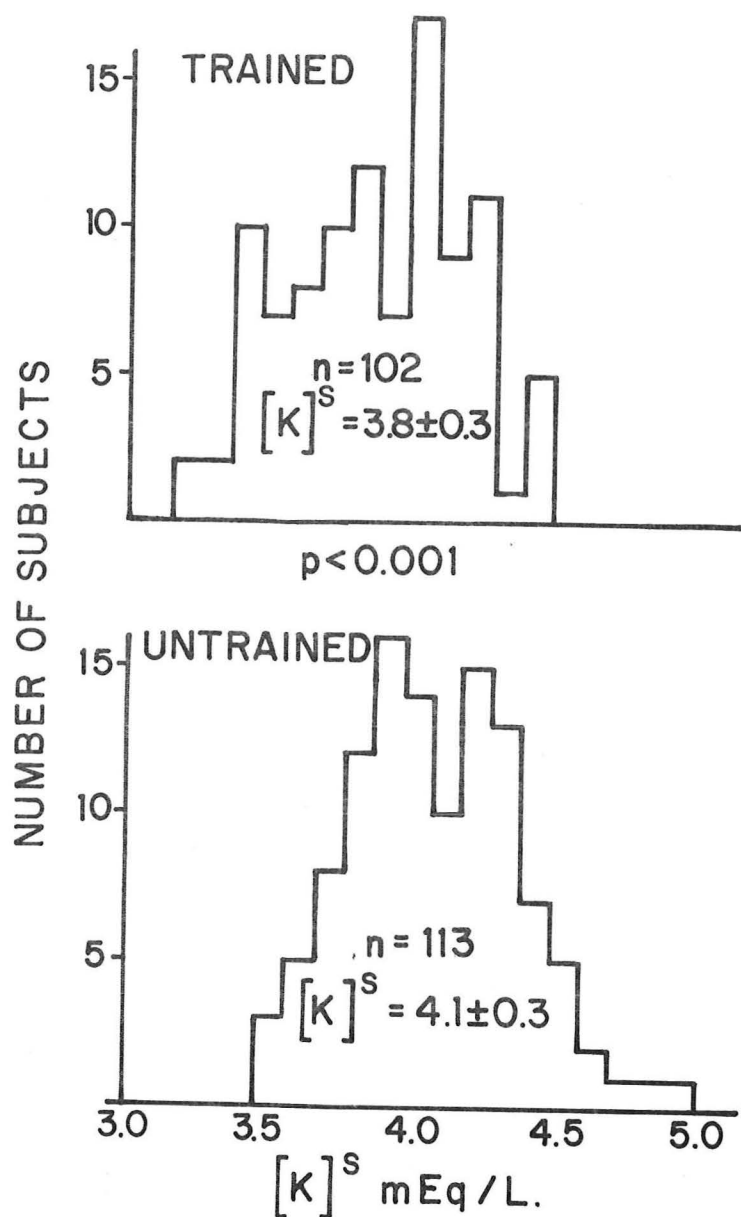 TRAINED
15
10
5
n=102
[K]ˢ=3.8±0.3
p<0.001
NUMBER OF SUBJECTS
UNTRAINED
15
10
5
n=113
[K]ˢ=4.1±0.3
3.0 3.5 4.0 4.5 5.0
[K]ˢ mEq/L.